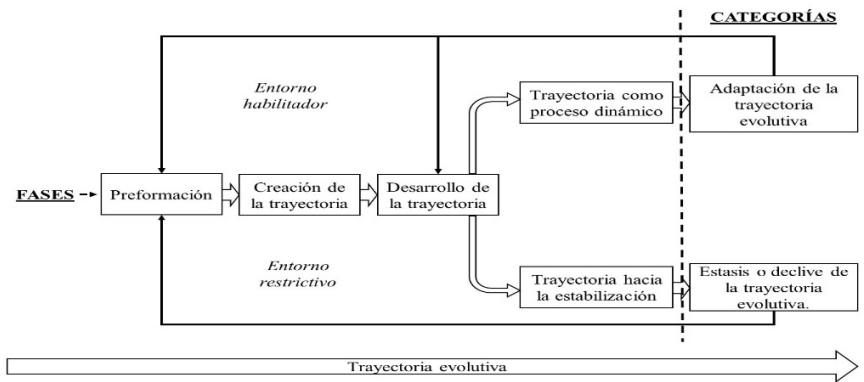 CATEGORÍAS
Entorno
habilitador
Trayectoria como
proceso dinámico
Adaptación de la
trayectoria
evolutiva
FASES
Preformación
Creación de
la trayectoria
Desarrollo de
la trayectoria
Entorno
restrictivo
Trayectoria hacia
la estabilización
Estasis o declive de
la trayectoria
evolutiva.
Trayectoria evolutiva